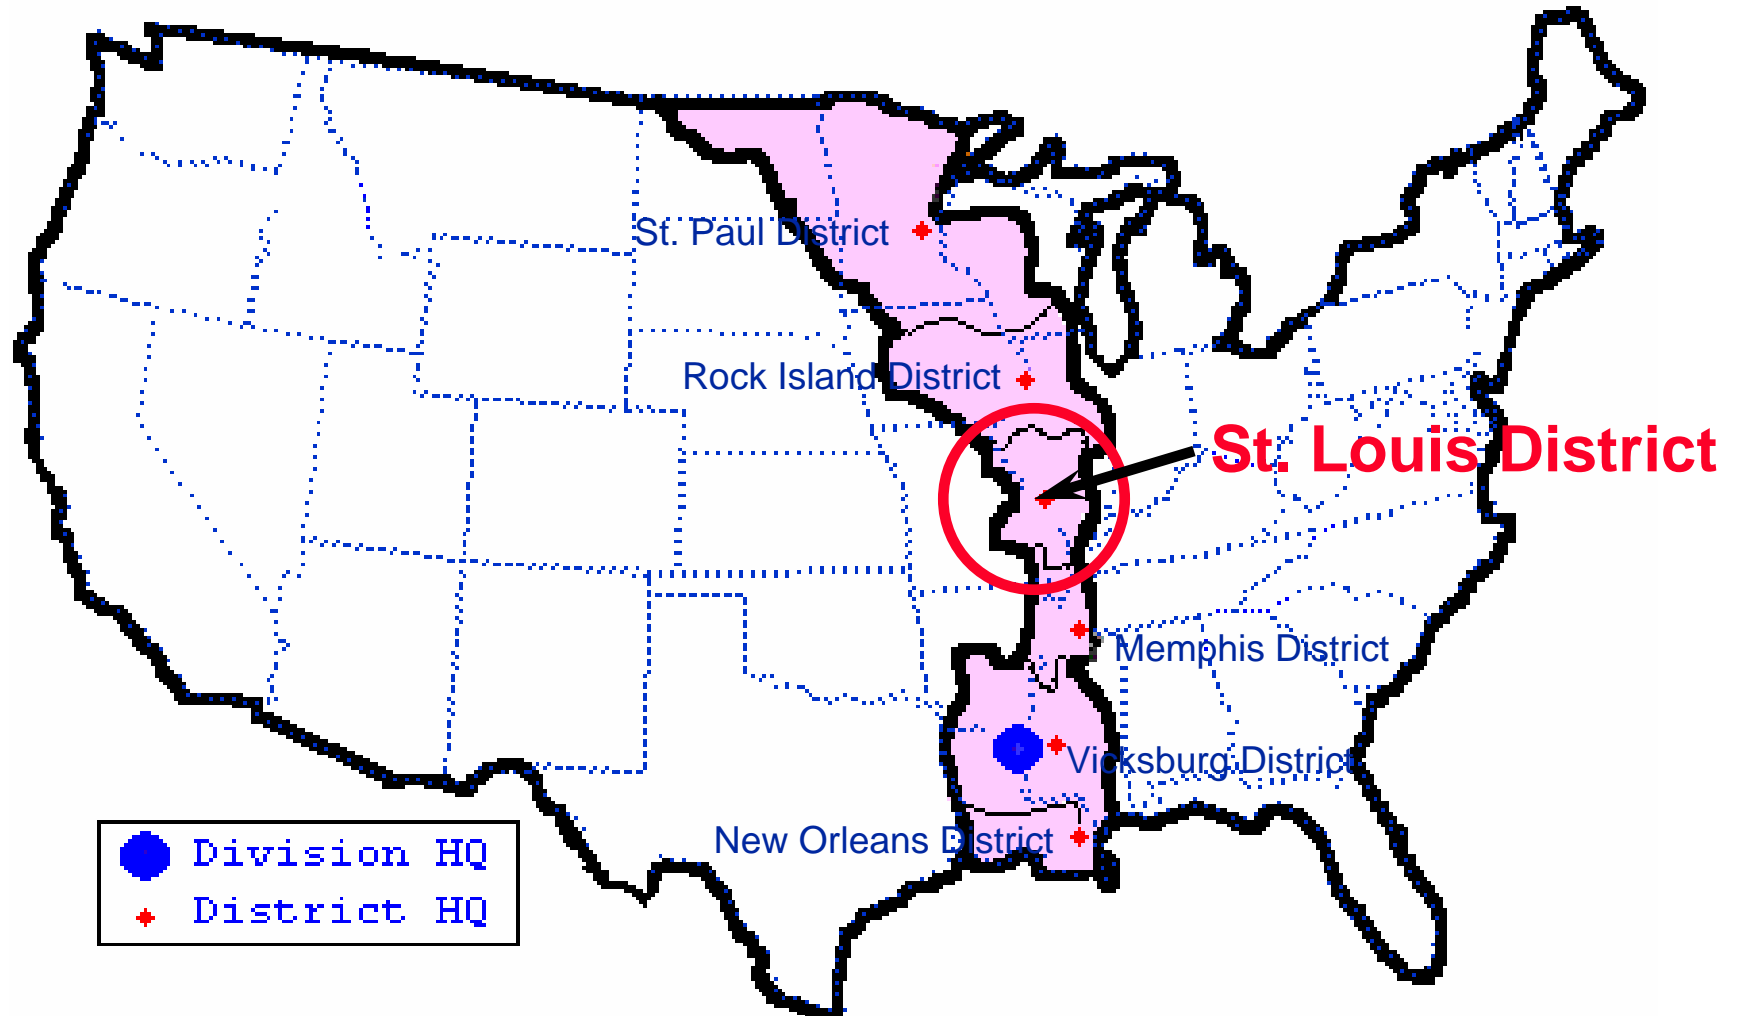 St. Paul District
Rock Island District
St. Louis District
Memphis District
Vicksburg District
New Orleans District
Division HQ
District HQ